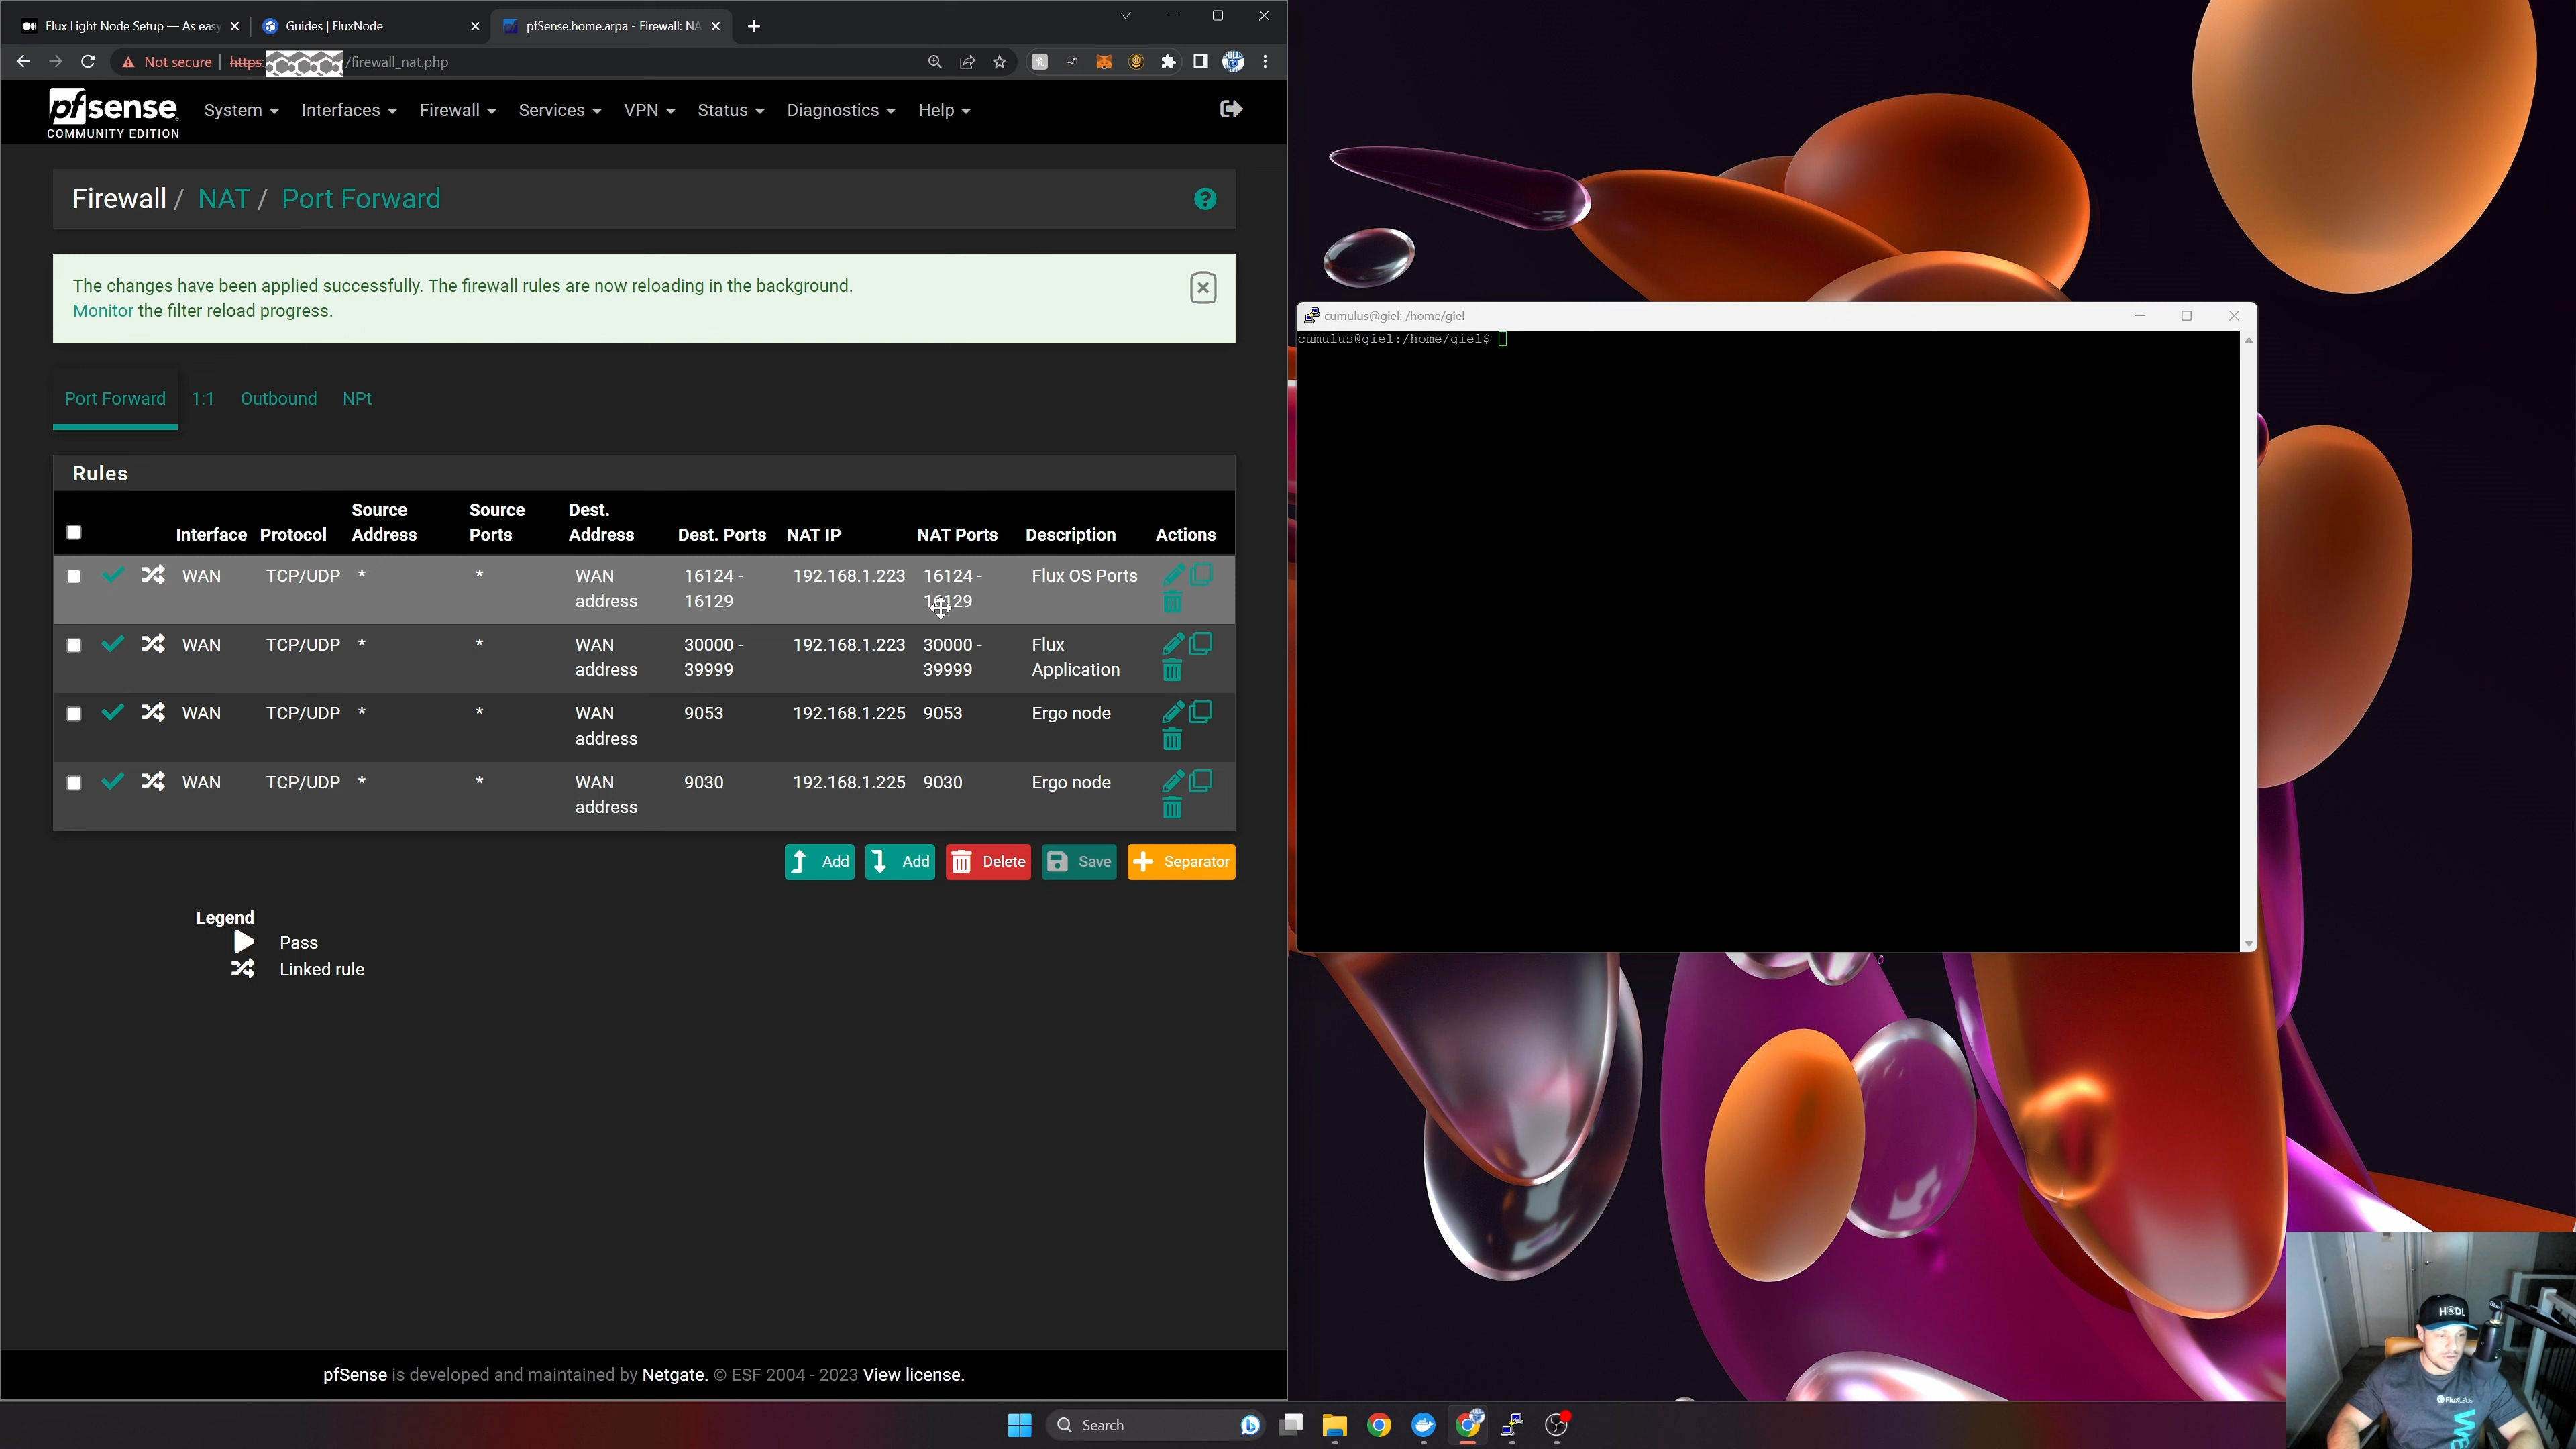 Flux Light Node Setup — As easy
Guides | FluxNode
pfSense.home.arpa - Firewall: NA
Not secure
https:
/firewall_nat.php
pfsense
COMMUNITY EDITION
System
Interfaces
Firewall
Services
VPN
Status
Diagnostics
Help
Firewall / NAT / Port Forward
The changes have been applied successfully. The firewall rules are now reloading in the background.
Monitor the filter reload progress.
Port Forward
1:1
Outbound
NPt
Rules
Interface
Protocol
Source
Address
Source
Ports
Dest.
Address
Dest. Ports
NAT IP
NAT Ports
Description
Actions
WAN
TCP/UDP
*
*
WAN
address
16124 -
16129
192.168.1.223
16124 -
16129
Flux OS Ports
WAN
TCP/UDP
*
*
WAN
address
30000 -
39999
192.168.1.223
30000 -
39999
Flux
Application
WAN
TCP/UDP
*
*
WAN
address
9053
192.168.1.225
9053
Ergo node
WAN
TCP/UDP
*
*
WAN
address
9030
192.168.1.225
9030
Ergo node
Add
Add
Delete
Save
Separator
Legend
Pass
Linked rule
pfSense is developed and maintained by Netgate. © ESF 2004 - 2023 View license.
cumulus@giel: /home/giel
cumulus@giel:/home/giel$
Search
HODL
FluxLabs